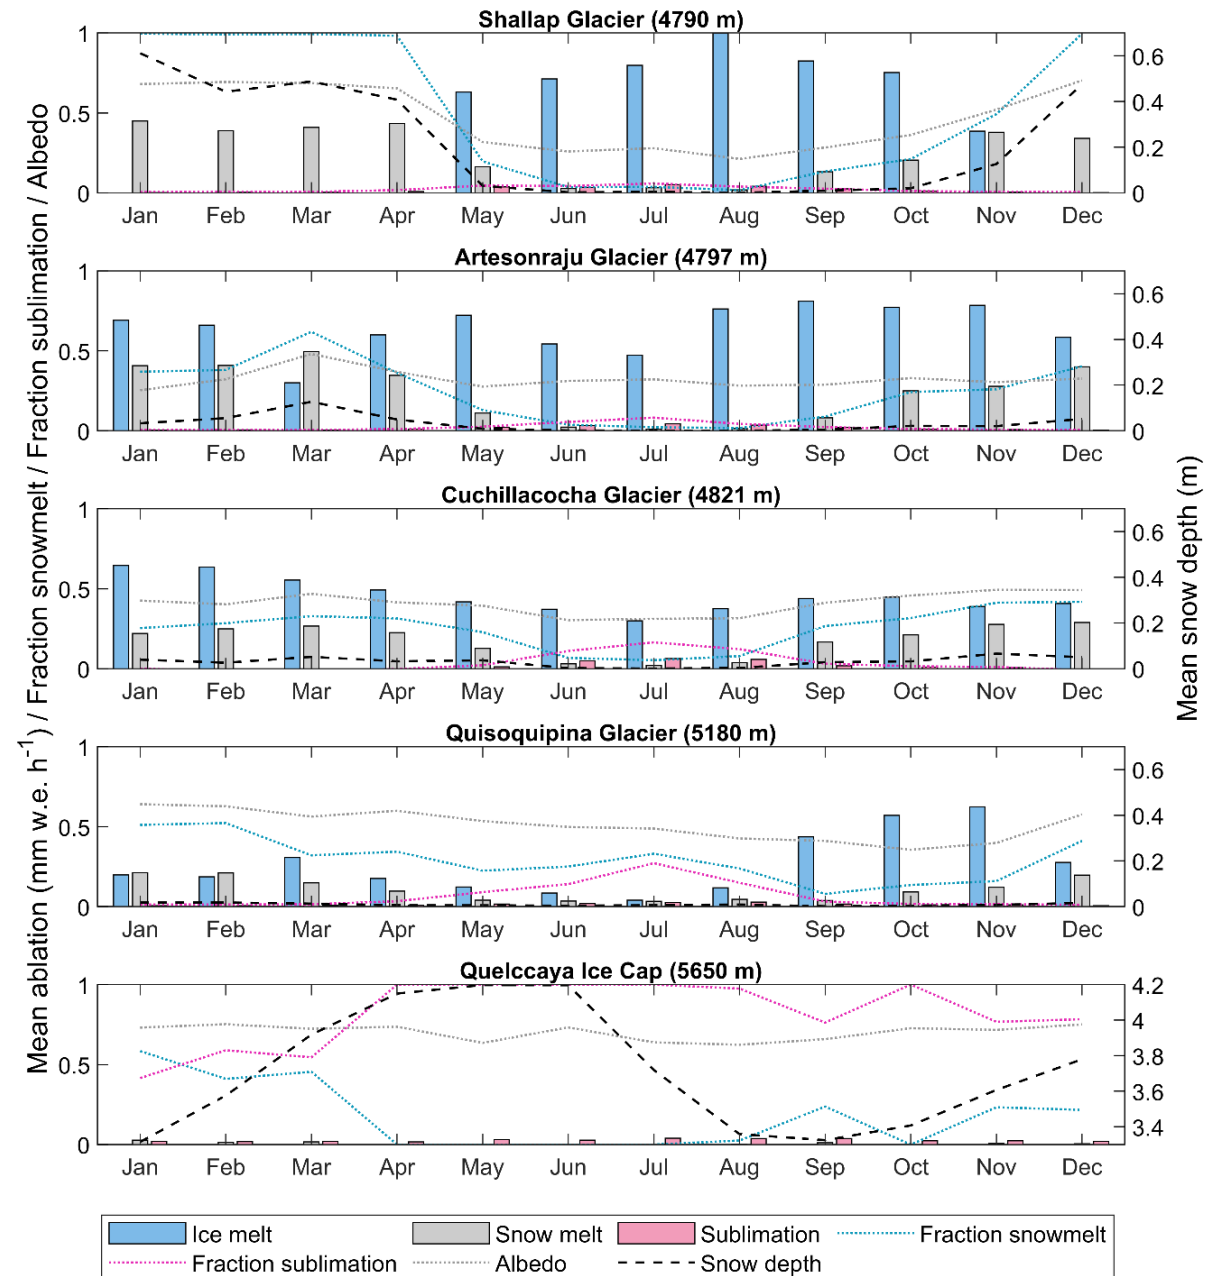 Shallap Glacier (4790 m)
1
0.5
0
0.6
0.4
0.2
0
Jan Feb Mar Apr May Jun Jul Aug Sep Oct Nov Dec
Artesonraju Glacier (4797 m)
1
0.5
0
0.6
0.4
0.2
0
Jan Feb Mar Apr May Jun Jul Aug Sep Oct Nov Dec
Cuchillacocha Glacier (4821 m)
1
0.5
0
0.6
0.4
0.2
0
Jan Feb Mar Apr May Jun Jul Aug Sep Oct Nov Dec
Quisoquipina Glacier (5180 m)
1
0.5
0
0.6
0.4
0.2
0
Jan Feb Mar Apr May Jun Jul Aug Sep Oct Nov Dec
Quelccaya Ice Cap (5650 m)
1
0.5
0
4.2
4
3.8
3.6
3.4
Jan Feb Mar Apr May Jun Jul Aug Sep Oct Nov Dec
Mean ablation (mm w.e. h⁻¹) / Fraction snowmelt / Fraction sublimation / Albedo
Mean snow depth (m)
Ice melt Snow melt Sublimation Fraction snowmelt
Fraction sublimation Albedo Snow depth